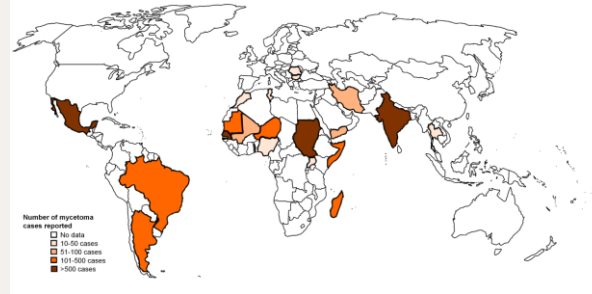 Number of mycetoma
cases reported
No data
10-50 cases
51-100 cases
101-500 cases
>500 cases